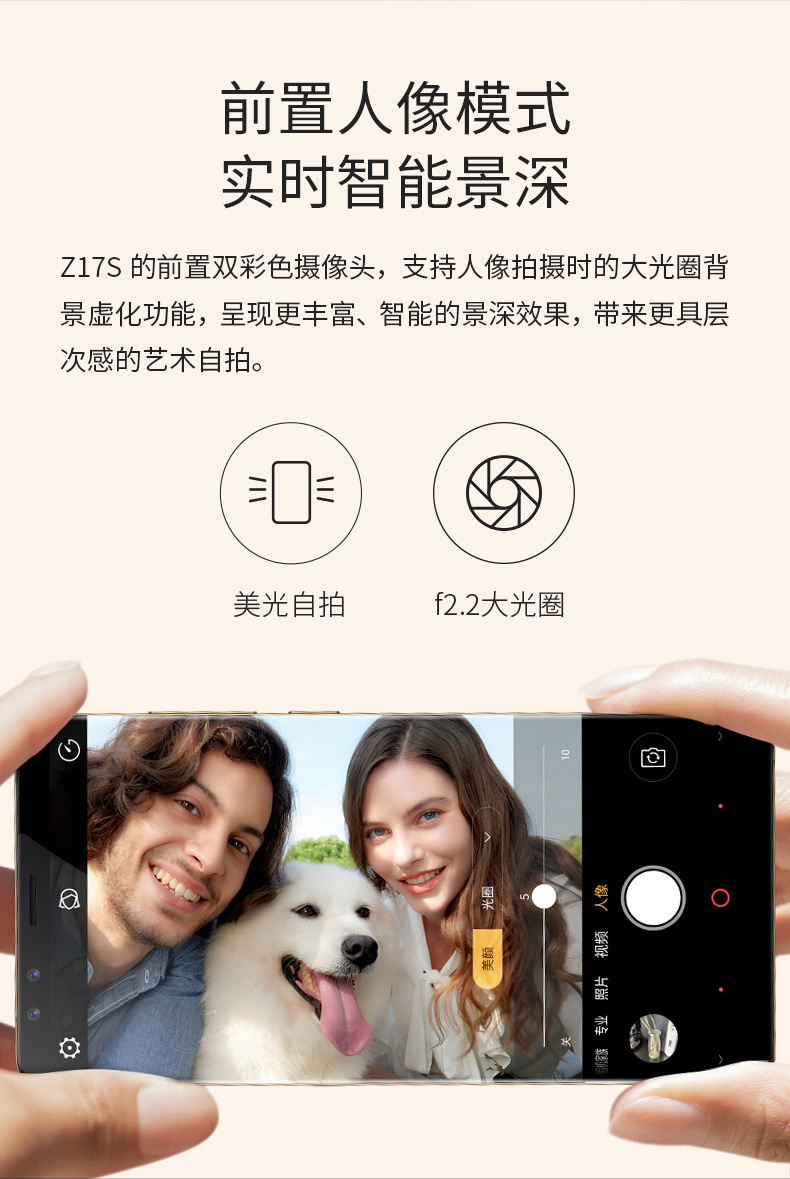 前置人像模式
实时智能景深
Z17S 的前置双彩色摄像头，支持人像拍摄时的大光圈背
景虚化功能，呈现更丰富、智能的景深效果，带来更具层
次感的艺术自拍。
美光自拍
f2.2大光圈
10
5
关
光圈
美颜
人像
视频
照片
专业
相机家族